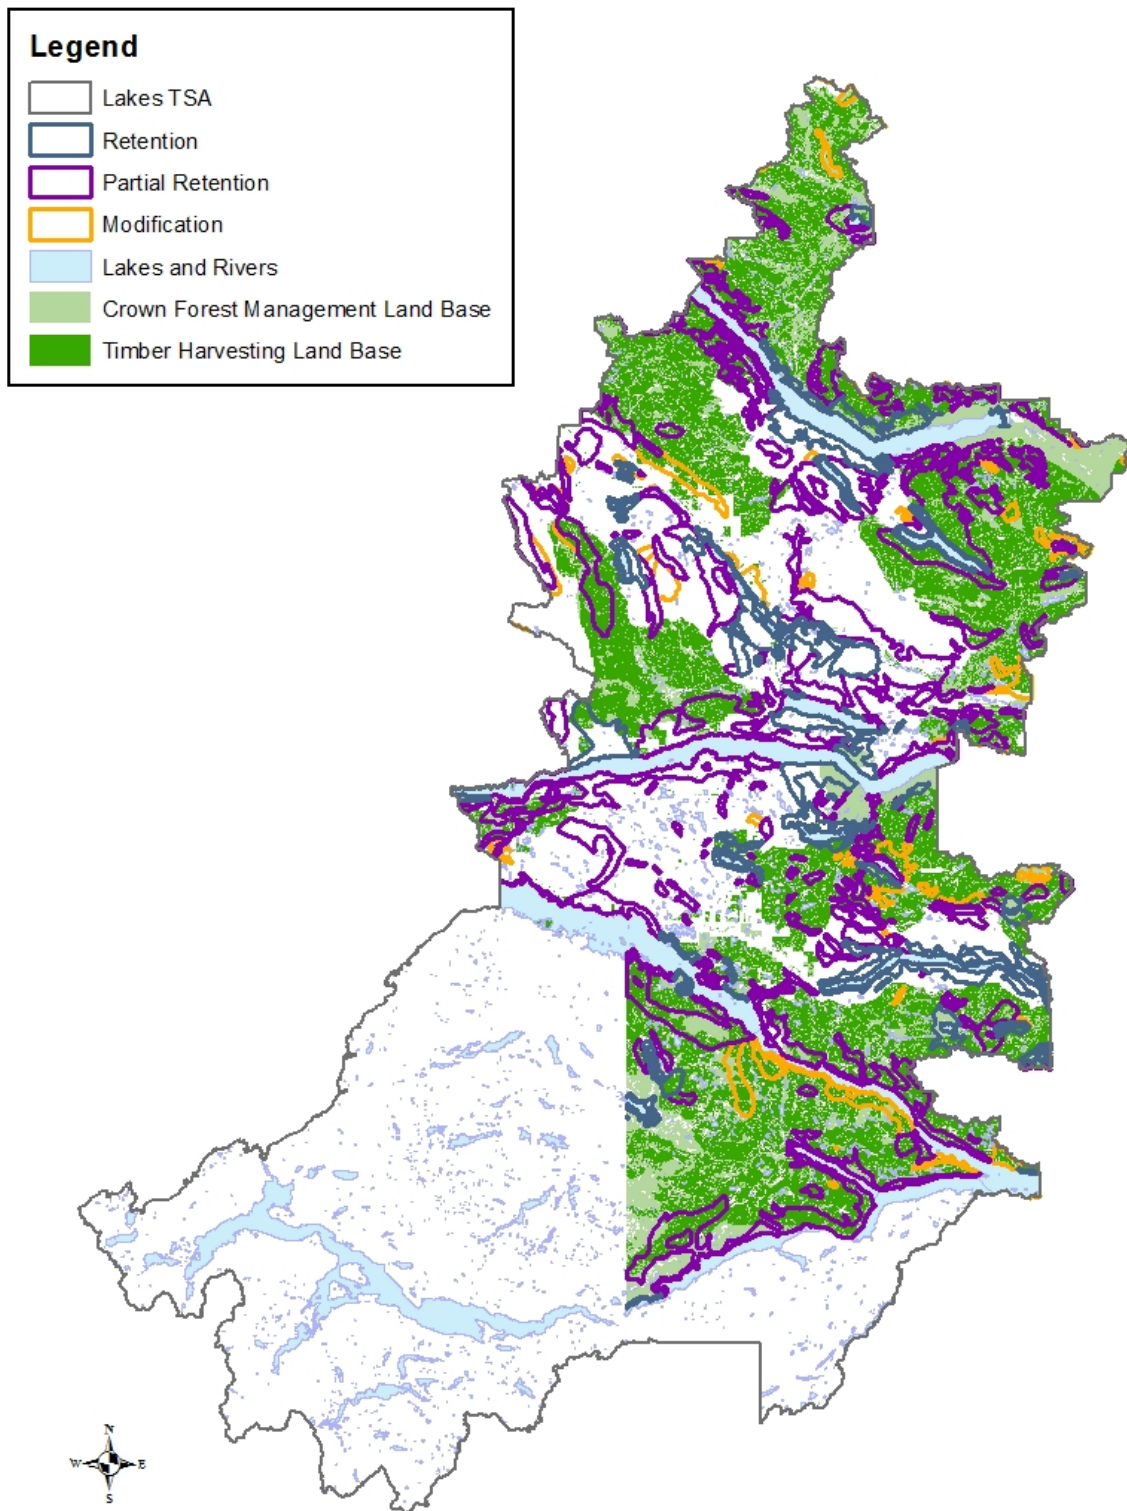 Legend
Lakes TSA
Retention
Partial Retention
Modification
Lakes and Rivers
Crown Forest Management Land Base
Timber Harvesting Land Base
N
W E
S